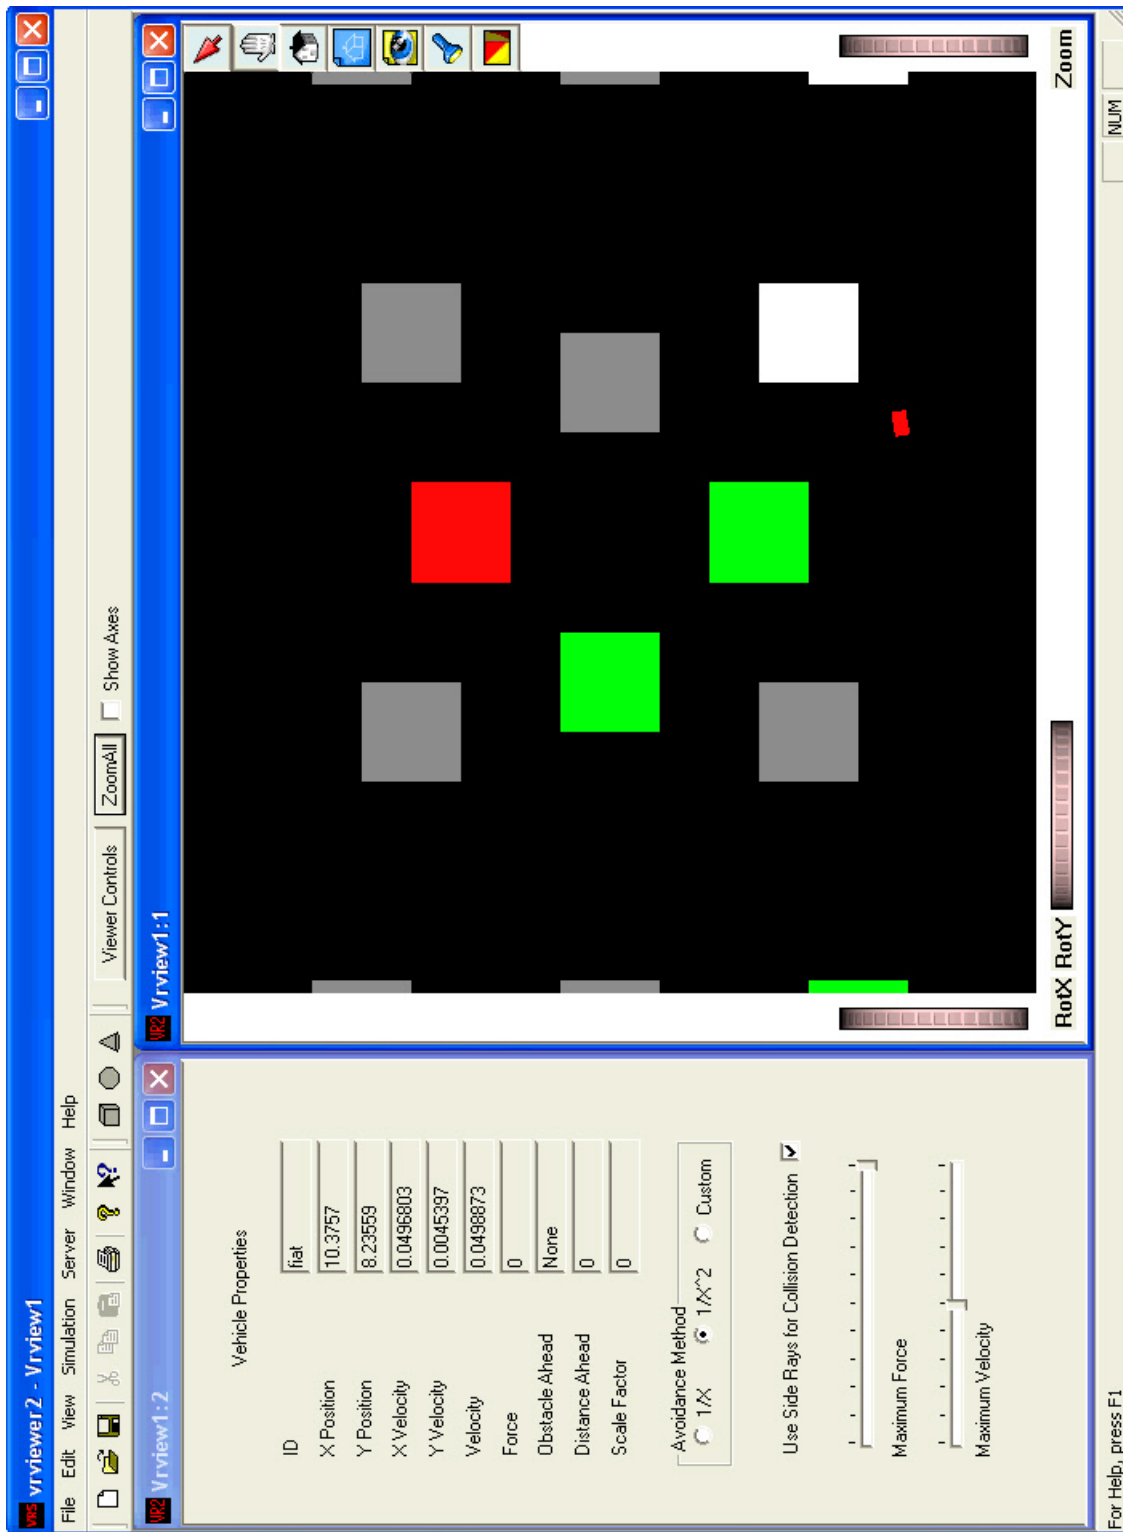 VRS vrviewer2 - Vrview1
File Edit View Simulation Server Window Help
Viewer Controls ZoomAll Show Axes
VR2 Vrview1:2
Vehicle Properties
ID fiat
X Position 10.3757
Y Position 8.23559
X Velocity 0.0496803
Y Velocity 0.0045397
Velocity 0.0498873
Force 0
Obstacle Ahead None
Distance Ahead 0
Scale Factor 0
Avoidance Method
1/X 1/X^2 Custom
Use Side Rays for Collision Detection
Maximum Force
Maximum Velocity
VR2 Vrview1:1
RotX RotY Zoom
For Help, press F1 NUM